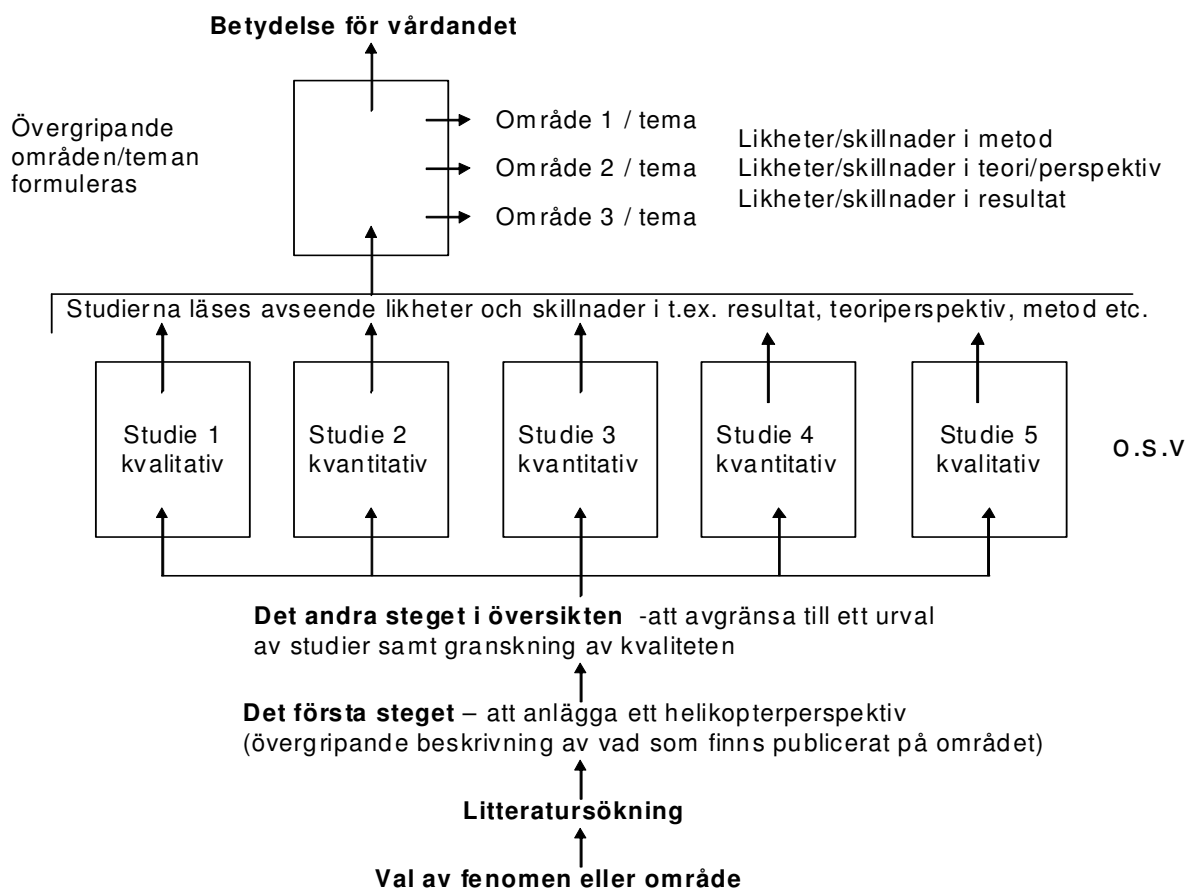 Betydelse för vårdandet
Övergripande
områden/teman
formuleras
Område 1 / tema
Område 2 / tema
Område 3 / tema
Likheter/skillnader i metod
Likheter/skillnader i teori/perspektiv
Likheter/skillnader i resultat
Studierna läses avseende likheter och skillnader i t.ex. resultat, teoriperspektiv, metod etc.
Studie 1
kvalitativ
Studie 2
kvantitativ
Studie 3
kvantitativ
Studie 4
kvantitativ
Studie 5
kvalitativ
o.s.v
Det andra steget i översikten -att avgränsa till ett urval
av studier samt granskning av kvaliteten
Det första steget – att anlägga ett helikopterperspektiv
(övergripande beskrivning av vad som finns publicerat på området)
Litteratursökning
Val av fenomen eller område